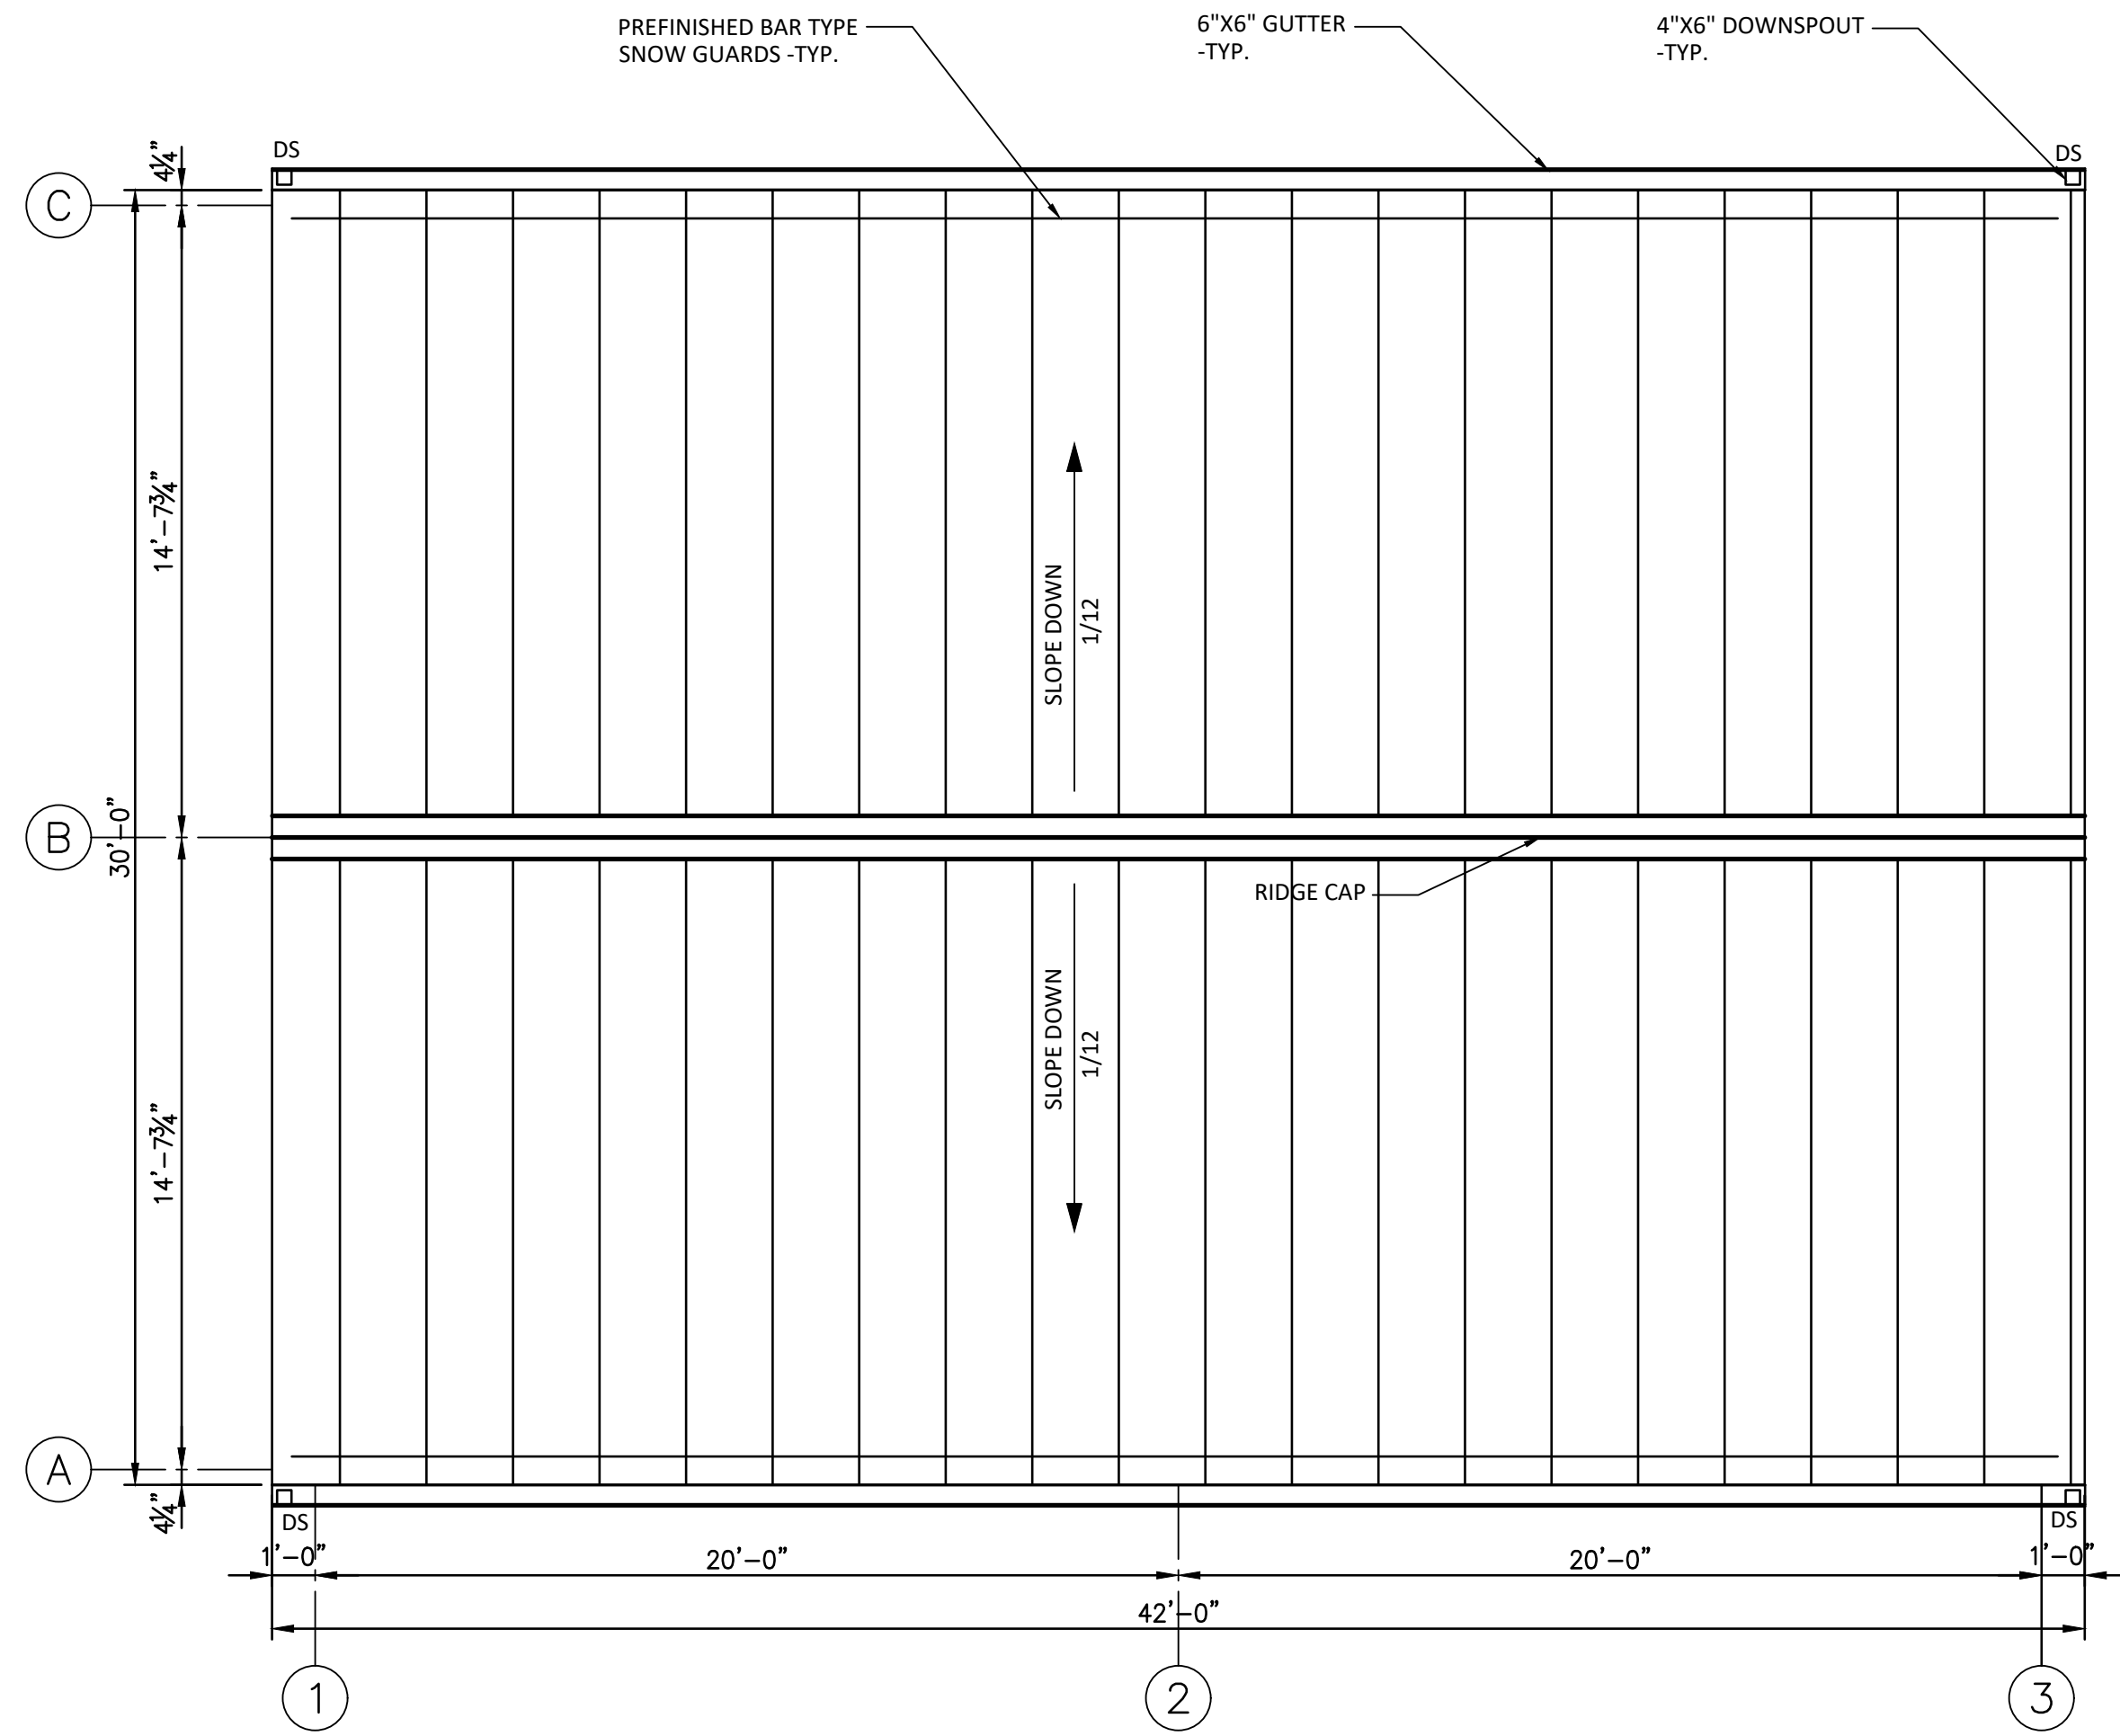 PREFINISHED BAR TYPE
SNOW GUARDS -TYP.
6"X6" GUTTER
-TYP.
4"X6" DOWNSPOUT
-TYP.
DS
DS
4¼"
C
14'-7¾"
SLOPE DOWN
1/12
B
30'-0"
RIDGE CAP
SLOPE DOWN
1/12
14'-7¾"
A
4¼"
DS
DS
1'-0"
20'-0"
20'-0"
1'-0"
42'-0"
1
2
3